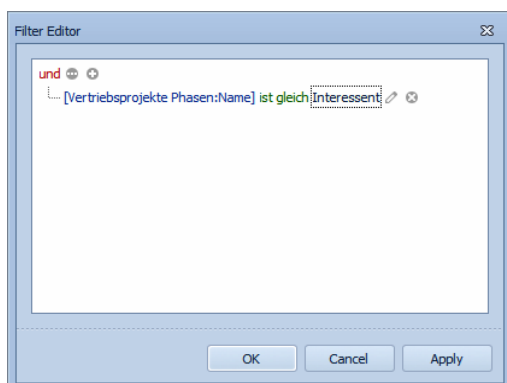 Filter Editor
und
[Vertriebsprojekte Phasen:Name] ist gleich Interessent
OK Cancel Apply